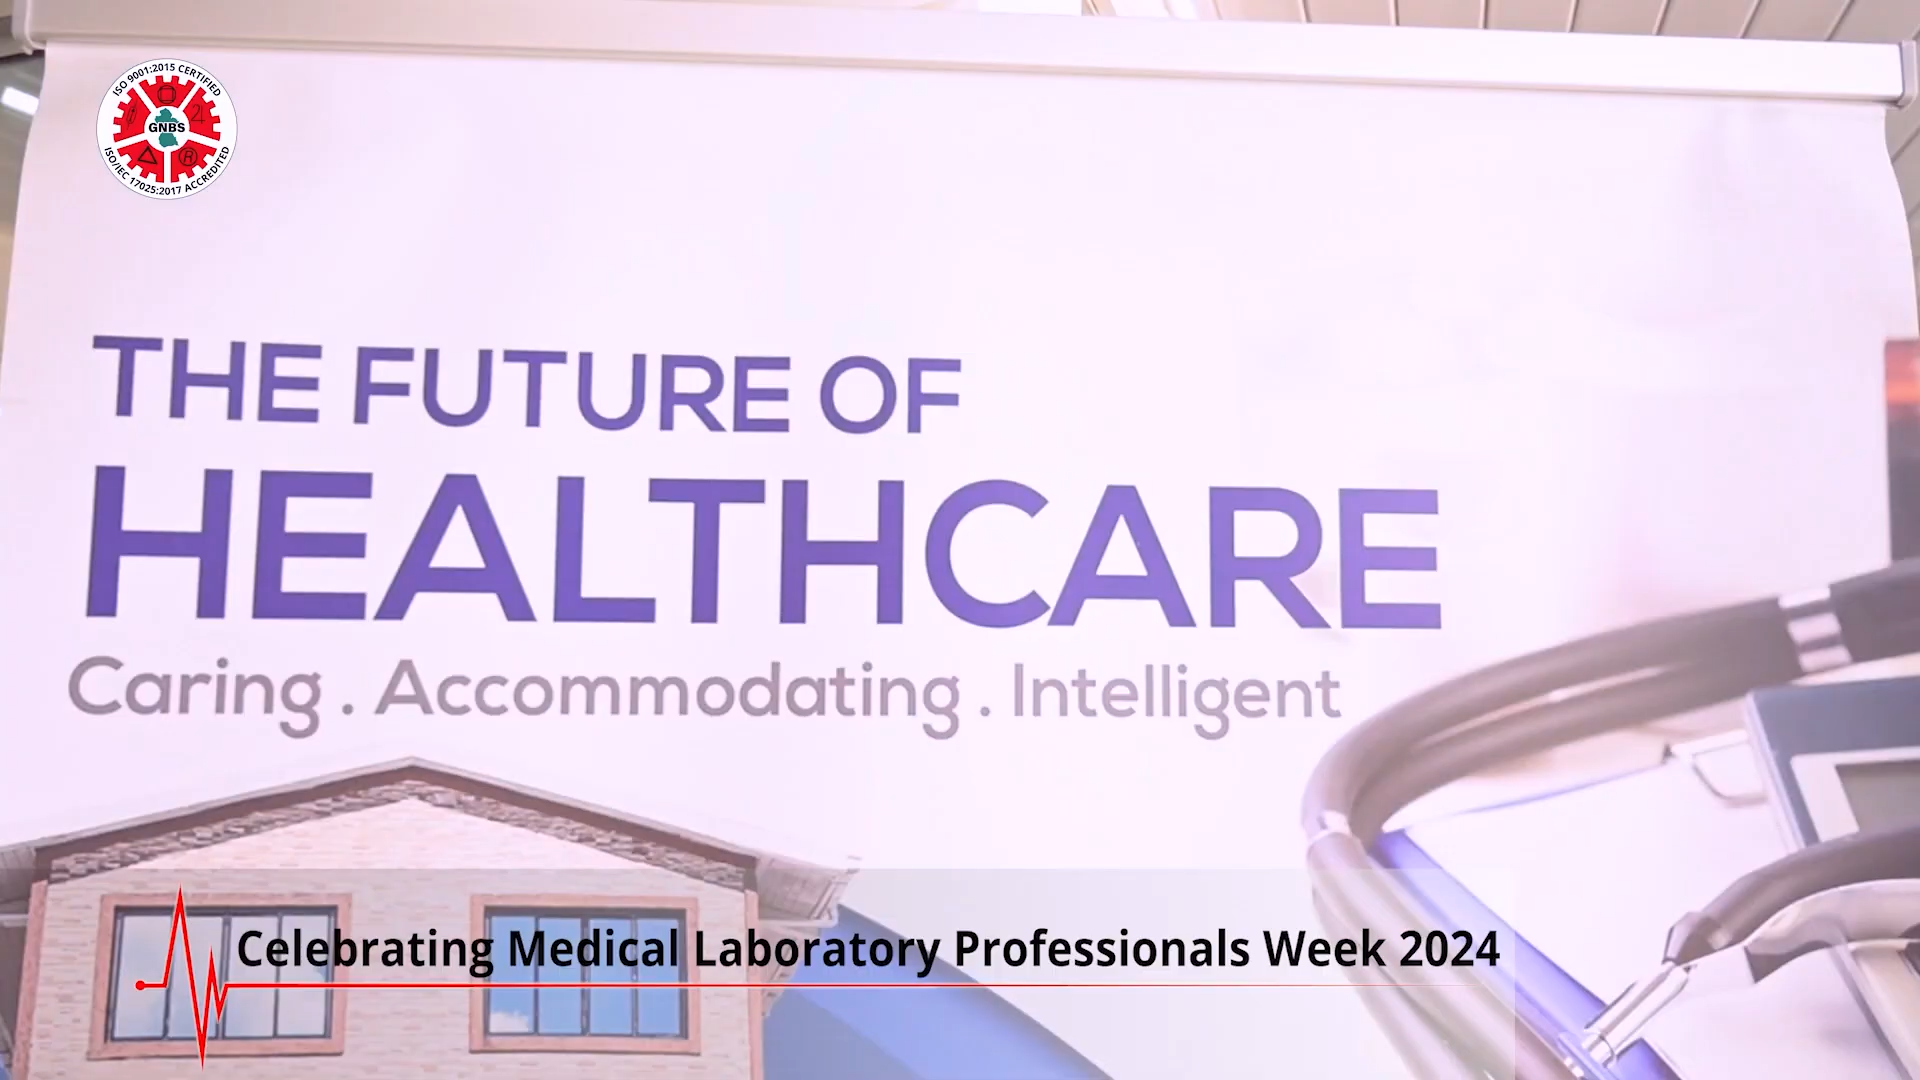 ISO 9001:2015 CERTIFIED
GNBS
ISO/IEC 17025:2017 ACCREDITED
THE FUTURE OF
HEALTHCARE
Caring . Accommodating . Intelligent
Celebrating Medical Laboratory Professionals Week 2024